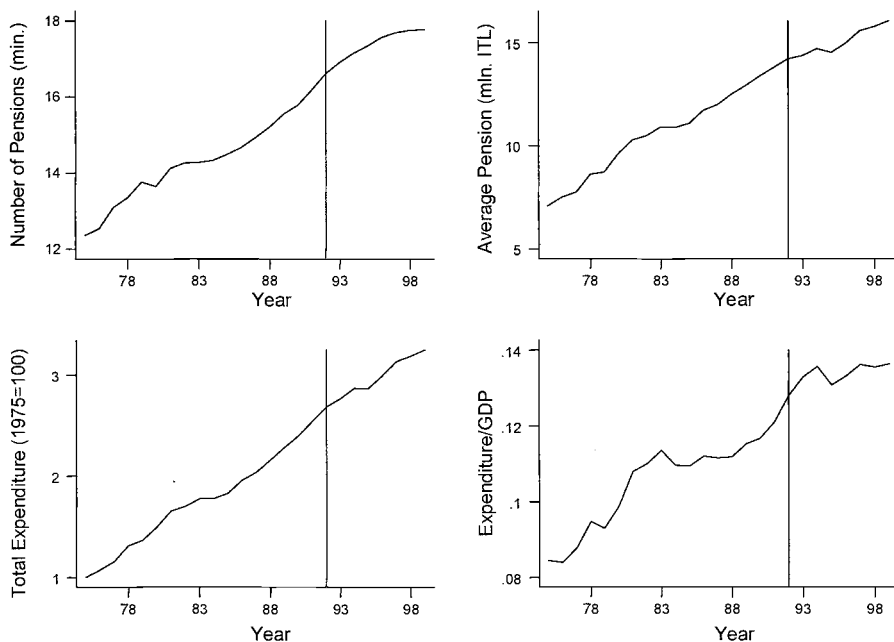 Number of Pensions (min.)
18
16
14
12
78 83 88 93 98
Year
Average Pension (mln. ITL)
15
10
5
78 83 88 93 98
Year
Total Expenditure (1975=100)
3
2
1
78 83 88 93 98
Year
Expenditure/GDP
.14
.12
.1
.08
78 83 88 93 98
Year